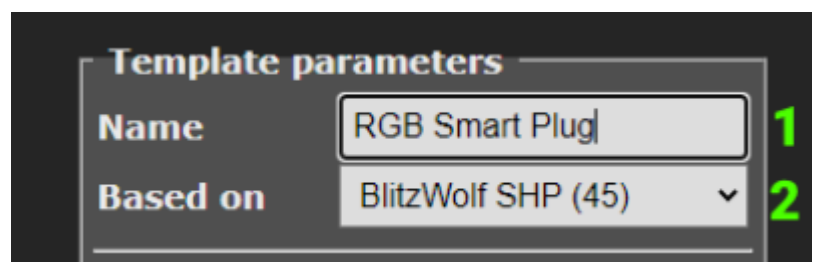 Template parameters
Name RGB Smart Plug 1
Based on BlitzWolf SHP (45) 2